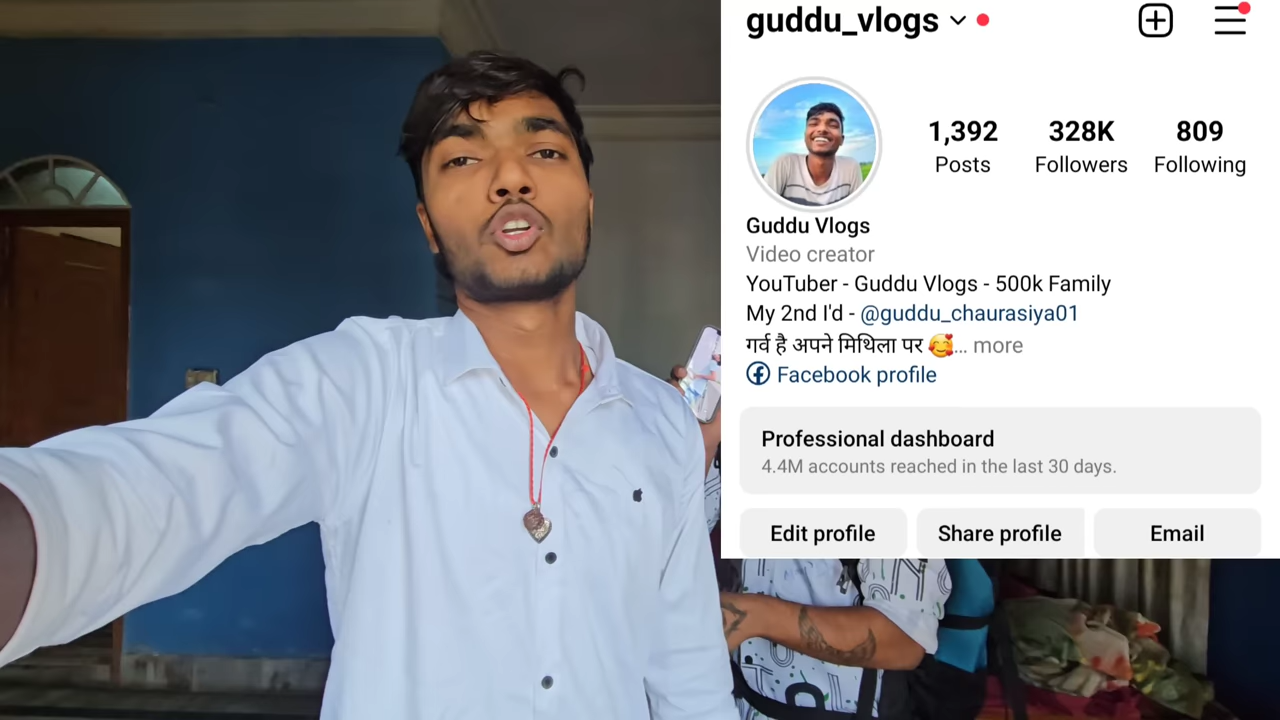 guddu_vlogs
1,392 328K 809
Posts Followers Following
Guddu Vlogs
Video creator
YouTuber - Guddu Vlogs - 500k Family
My 2nd I'd - @guddu_chaurasiya01
गर्व है अपने मिथिला पर 🥰... more
Facebook profile
Professional dashboard
4.4M accounts reached in the last 30 days.
Edit profile Share profile Email